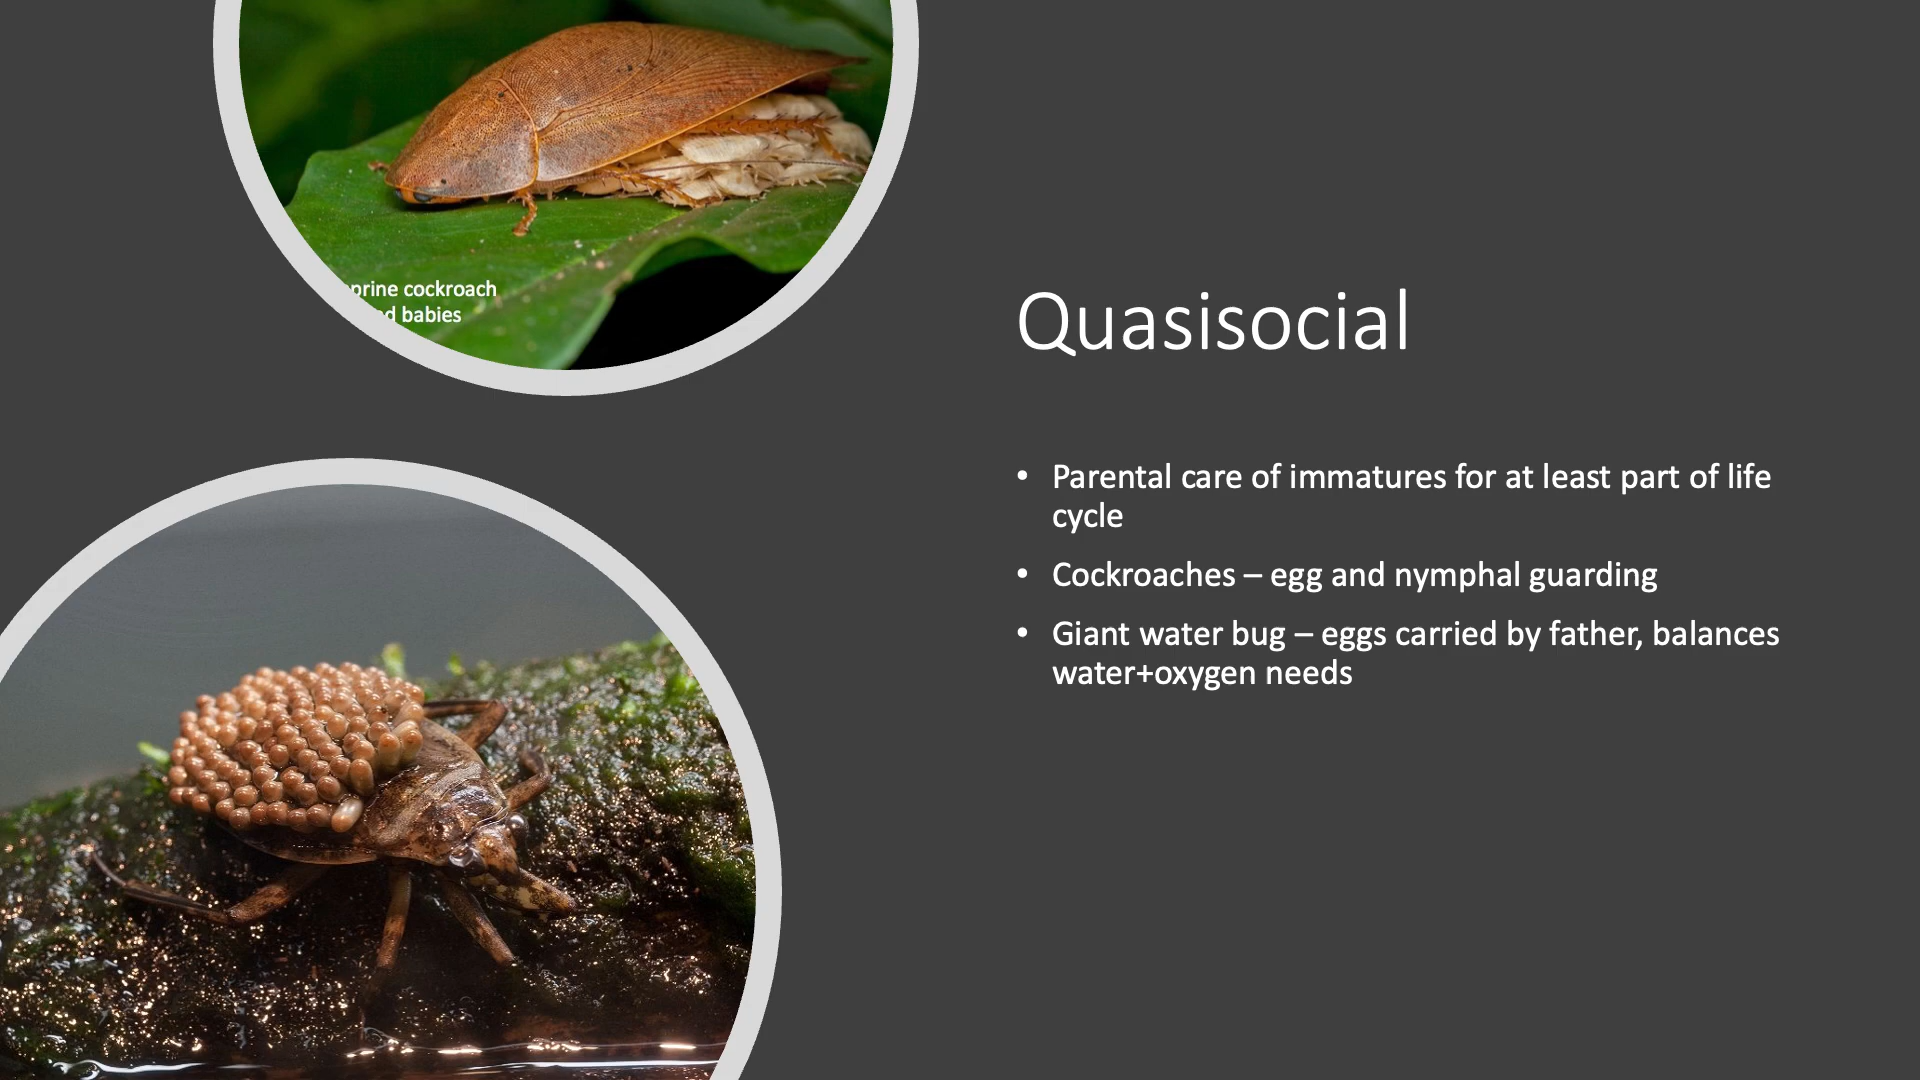 prine cockroach
babies
Quasisocial
• Parental care of immatures for at least part of life
cycle
• Cockroaches – egg and nymphal guarding
• Giant water bug – eggs carried by father, balances
water+oxygen needs